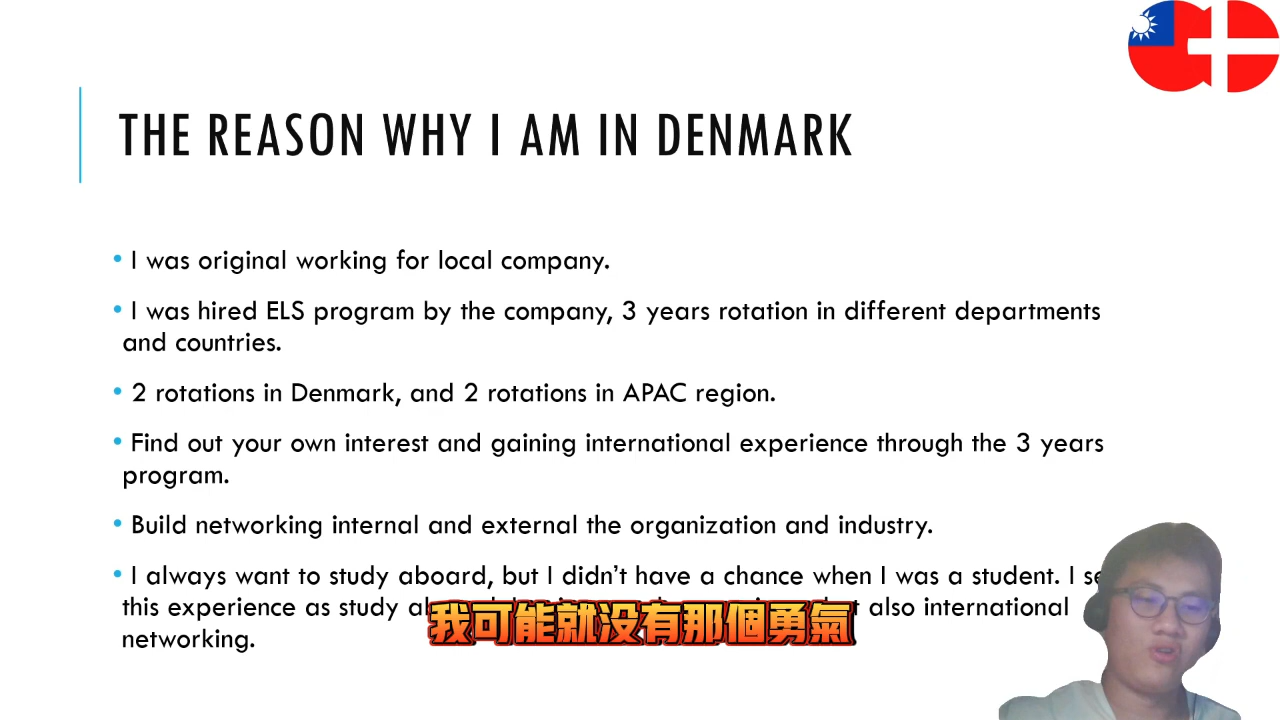 THE REASON WHY I AM IN DENMARK
• I was original working for local company.
• I was hired ELS program by the company, 3 years rotation in different departments
and countries.
• 2 rotations in Denmark, and 2 rotations in APAC region.
• Find out your own interest and gaining international experience through the 3 years
program.
• Build networking internal and external the organization and industry.
• I always want to study aboard, but I didn't have a chance when I was a student. I
this experience as study also international
networking.
我可能就没有那個勇氣